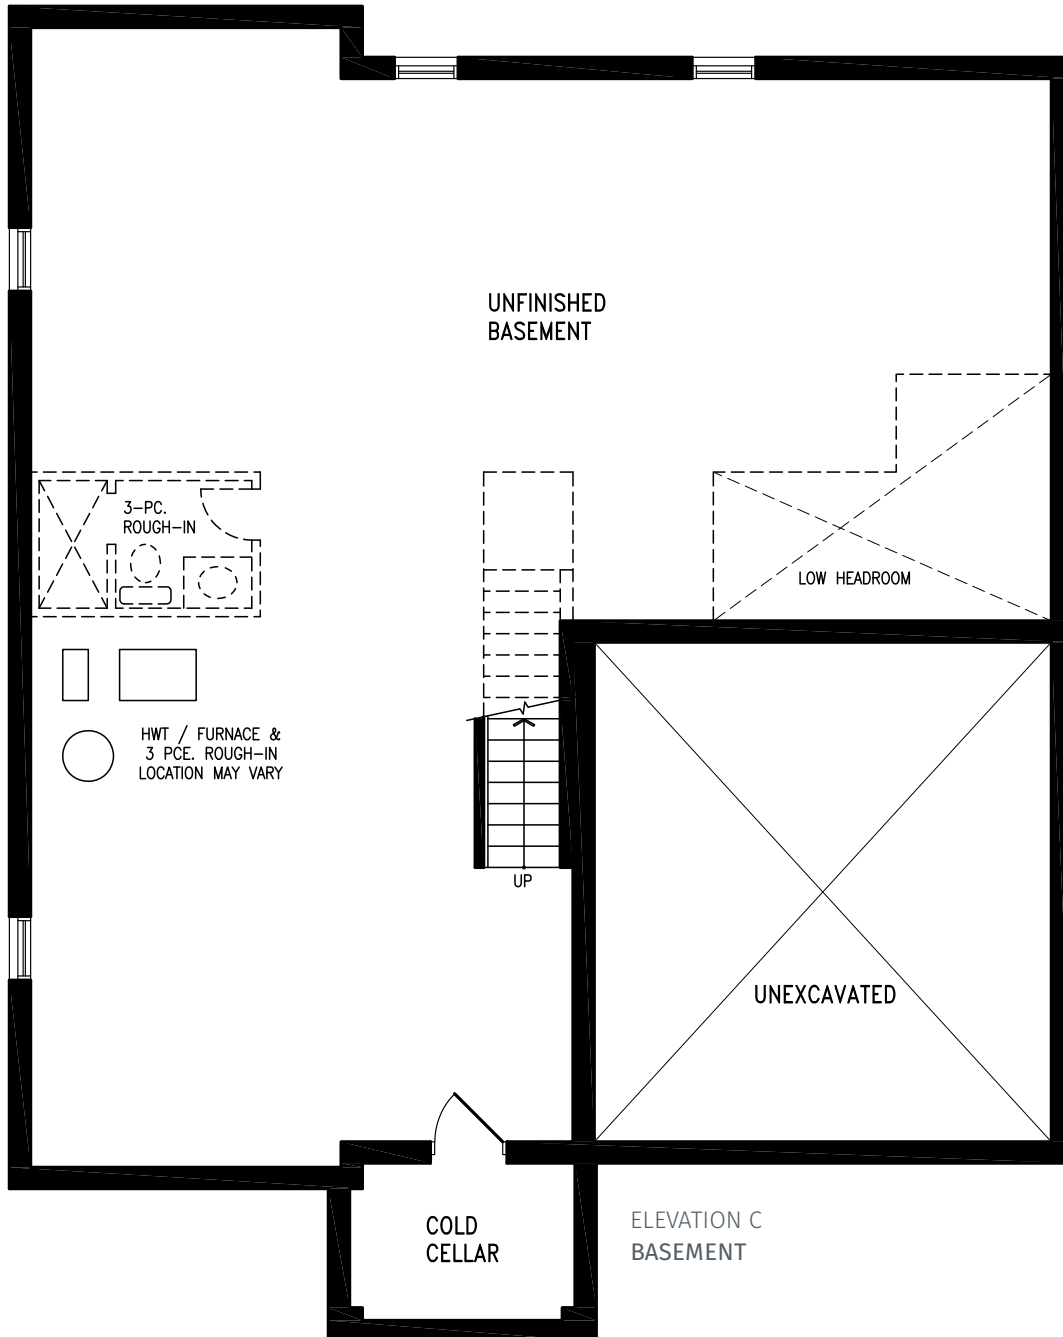 UNFINISHED
BASEMENT
3-PC.
ROUGH-IN
LOW HEADROOM
HWT / FURNACE &
3 PCE. ROUGH-IN
LOCATION MAY VARY
UP
UNEXCAVATED
COLD
CELLAR
ELEVATION C
BASEMENT